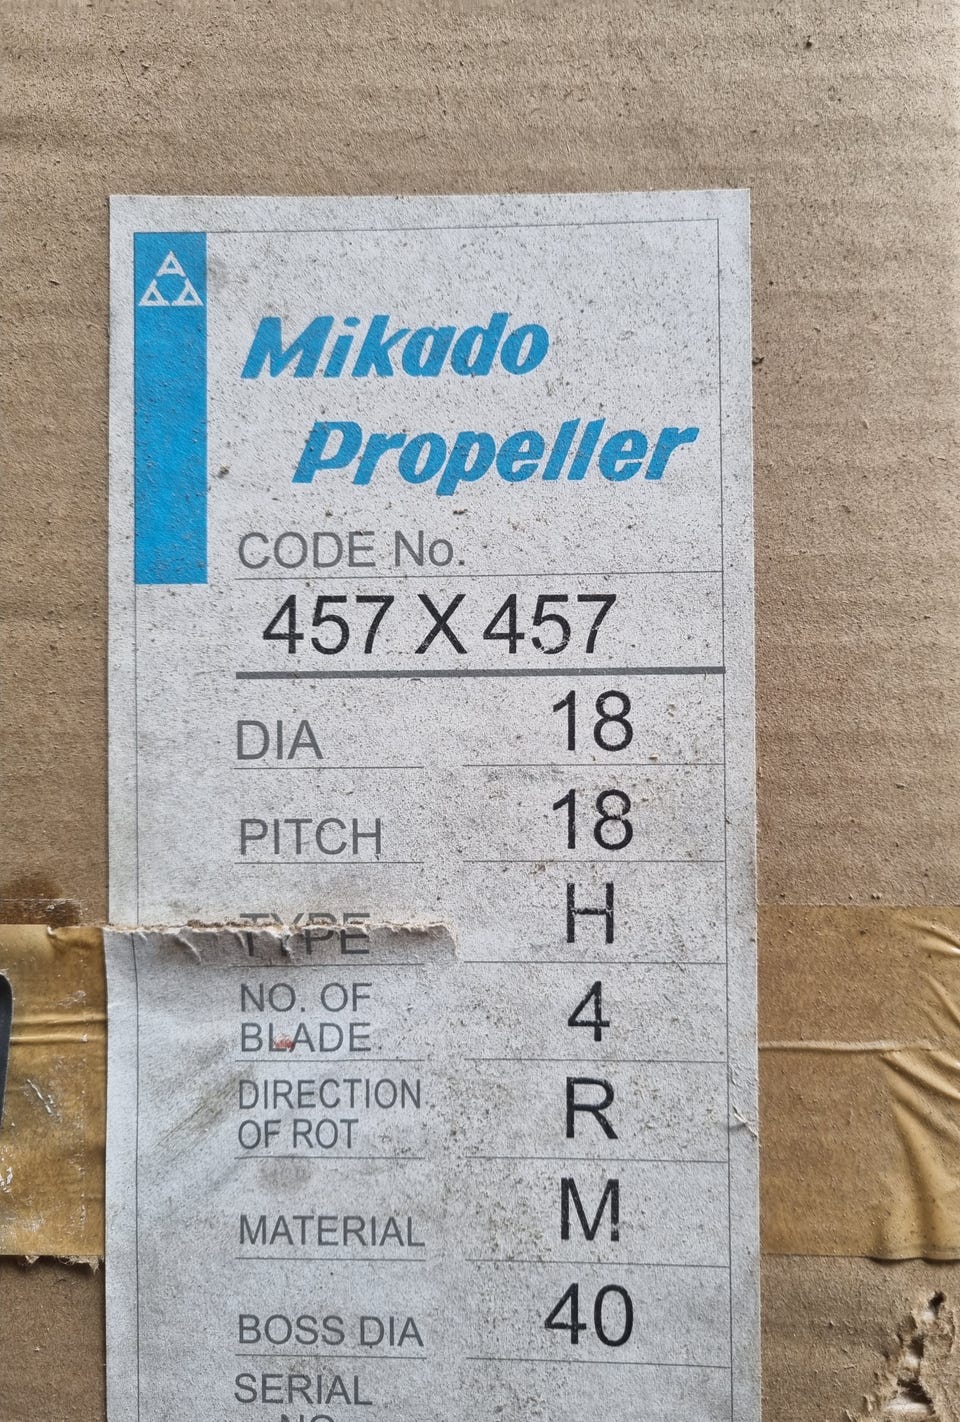 Mikado
Propeller
CODE No.
457 X 457
DIA 18
PITCH 18
TYPE H
NO. OF
BLADE. 4
DIRECTION.
OF ROT R
MATERIAL M
BOSS DIA 40
SERIAL
NO